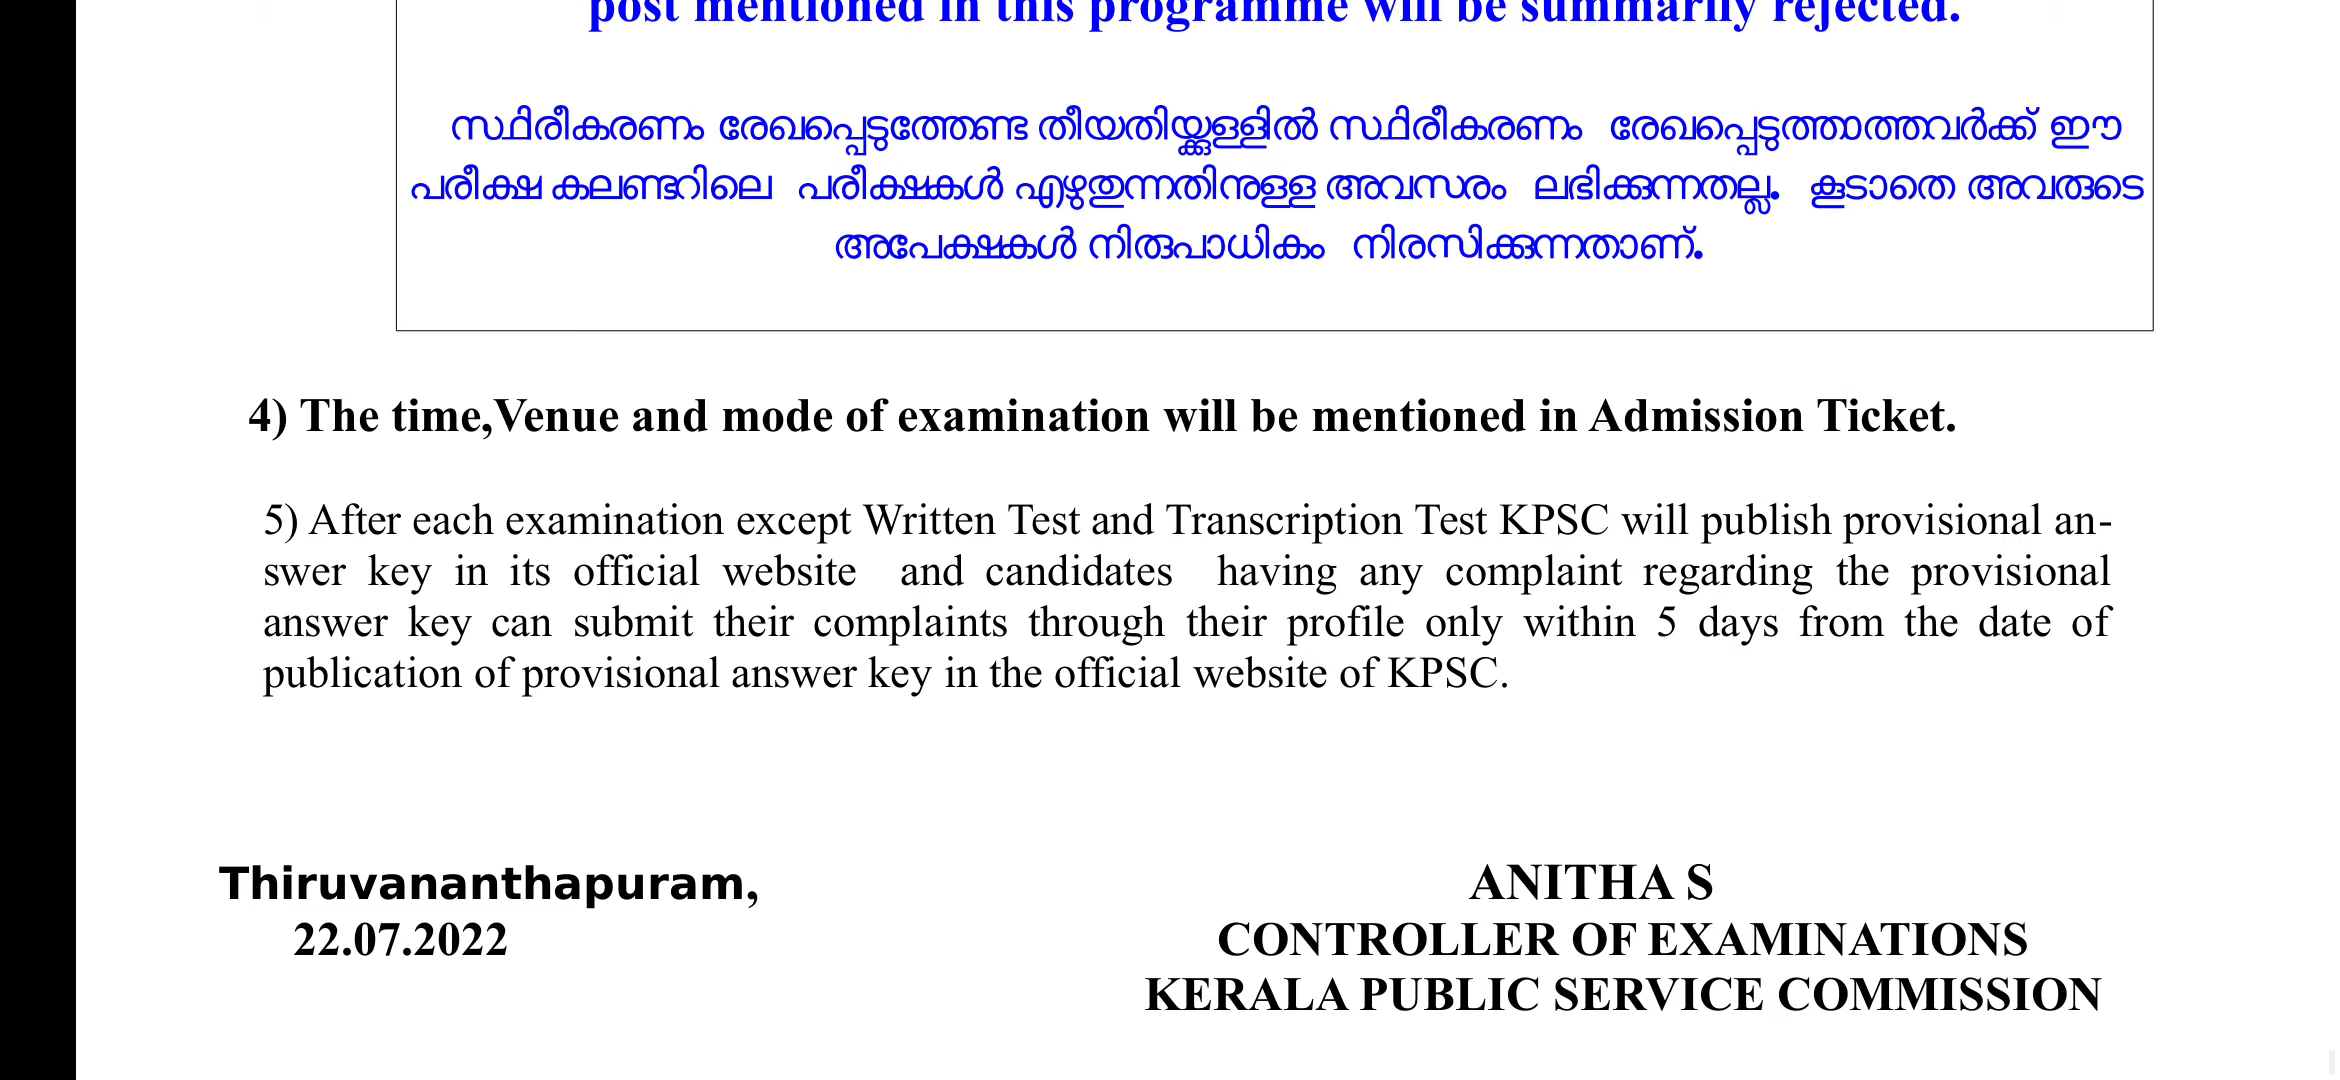 post mentioned in this programme will be summarily rejected.
സ്ഥിരീകരണം രേഖപ്പെടുത്തേണ്ട തീയതിയ്ക്കുള്ളിൽ സ്ഥിരീകരണം രേഖപ്പെടുത്താത്തവർക്ക് ഈ
പരീക്ഷ കലണ്ടറിലെ പരീക്ഷകൾ എഴുതുന്നതിനുള്ള അവസരം ലഭിക്കുന്നതല്ല. കൂടാതെ അവരുടെ
അപേക്ഷകൾ നിരുപാധികം നിരസിക്കുന്നതാണ്.
4) The time,Venue and mode of examination will be mentioned in Admission Ticket.
5) After each examination except Written Test and Transcription Test KPSC will publish provisional an-
swer key in its official website and candidates having any complaint regarding the provisional
answer key can submit their complaints through their profile only within 5 days from the date of
publication of provisional answer key in the official website of KPSC.
Thiruvananthapuram,
22.07.2022
ANITHA S
CONTROLLER OF EXAMINATIONS
KERALA PUBLIC SERVICE COMMISSION